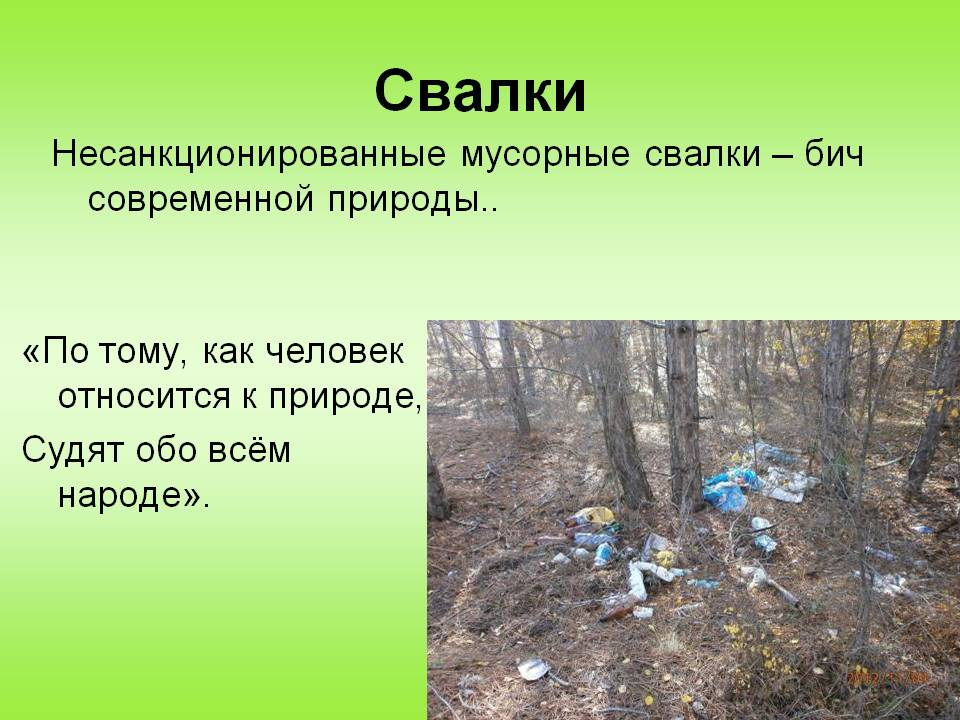 Свалки
Несанкционированные мусорные свалки – бич
современной природы..
«По тому, как человек
относится к природе,
Судят обо всём
народе».